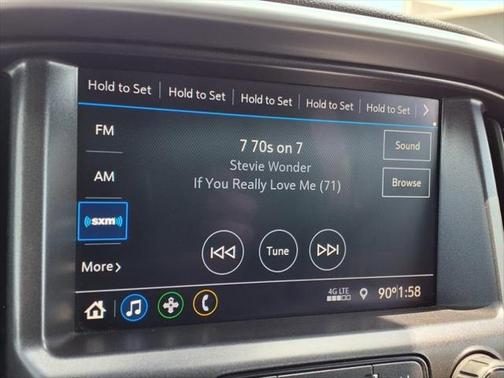 Hold to Set Hold to Set Hold to Set Hold to Set Hold to Set
FM
7 70s on 7
Sound
Stevie Wonder
AM
If You Really Love Me (71)
Browse
sxm
Tune
More
4G LTE
90° 1:58